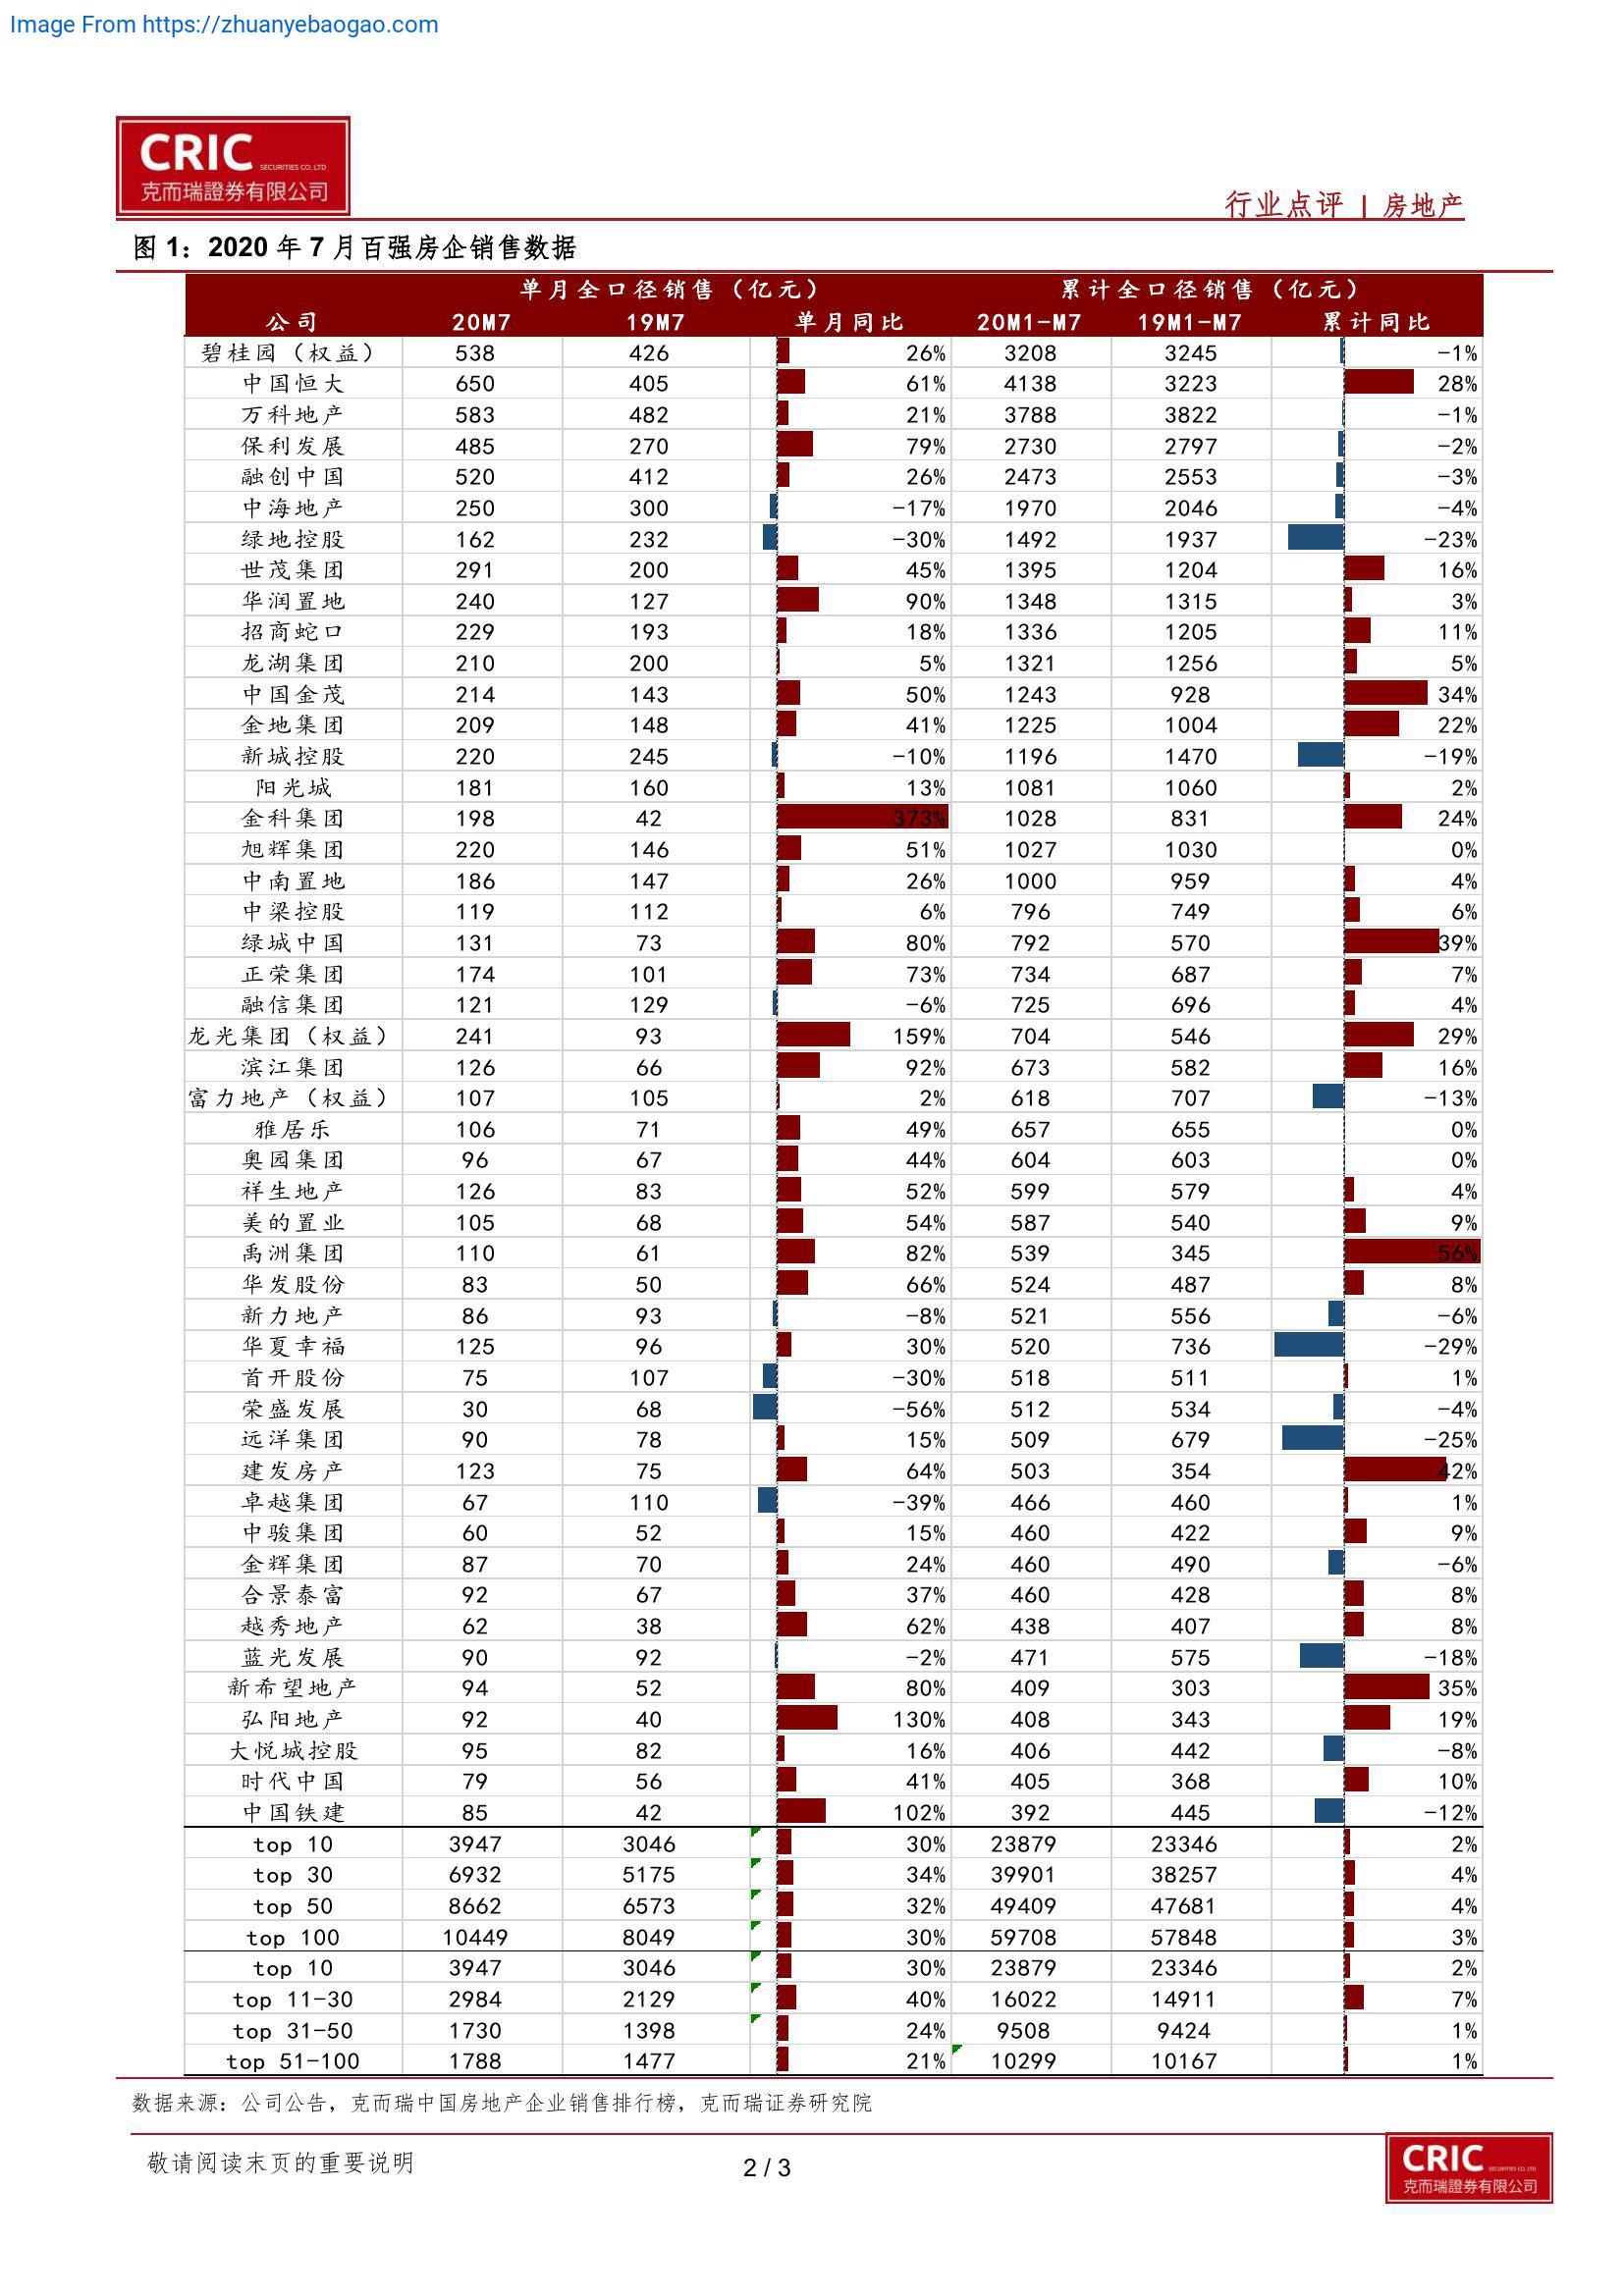 Image From https://zhuanyebaogao.com
CRIC SECURITIES CO. LTD
克而瑞證券有限公司
行业点评 | 房地产
图 1：2020 年 7 月百强房企销售数据
单月全口径销售（亿元） 累计全口径销售（亿元）
公司 20M7 19M7 单月同比 20M1-M7 19M1-M7 累计同比
碧桂园（权益） 538 426 26% 3208 3245 -1%
中国恒大 650 405 61% 4138 3223 28%
万科地产 583 482 21% 3788 3822 -1%
保利发展 485 270 79% 2730 2797 -2%
融创中国 520 412 26% 2473 2553 -3%
中海地产 250 300 -17% 1970 2046 -4%
绿地控股 162 232 -30% 1492 1937 -23%
世茂集团 291 200 45% 1395 1204 16%
华润置地 240 127 90% 1348 1315 3%
招商蛇口 229 193 18% 1336 1205 11%
龙湖集团 210 200 5% 1321 1256 5%
中国金茂 214 143 50% 1243 928 34%
金地集团 209 148 41% 1225 1004 22%
新城控股 220 245 -10% 1196 1470 -19%
阳光城 181 160 13% 1081 1060 2%
金科集团 198 42 373% 1028 831 24%
旭辉集团 220 146 51% 1027 1030 0%
中南置地 186 147 26% 1000 959 4%
中梁控股 119 112 6% 796 749 6%
绿城中国 131 73 80% 792 570 39%
正荣集团 174 101 73% 734 687 7%
融信集团 121 129 -6% 725 696 4%
龙光集团（权益） 241 93 159% 704 546 29%
滨江集团 126 66 92% 673 582 16%
富力地产（权益） 107 105 2% 618 707 -13%
雅居乐 106 71 49% 657 655 0%
奥园集团 96 67 44% 604 603 0%
祥生地产 126 83 52% 599 579 4%
美的置业 105 68 54% 587 540 9%
禹洲集团 110 61 82% 539 345 56%
华发股份 83 50 66% 524 487 8%
新力地产 86 93 -8% 521 556 -6%
华夏幸福 125 96 30% 520 736 -29%
首开股份 75 107 -30% 518 511 1%
荣盛发展 30 68 -56% 512 534 -4%
远洋集团 90 78 15% 509 679 -25%
建发房产 123 75 64% 503 354 42%
卓越集团 67 110 -39% 466 460 1%
中骏集团 60 52 15% 460 422 9%
金辉集团 87 70 24% 460 490 -6%
合景泰富 92 67 37% 460 428 8%
越秀地产 62 38 62% 438 407 8%
蓝光发展 90 92 -2% 471 575 -18%
新希望地产 94 52 80% 409 303 35%
弘阳地产 92 40 130% 408 343 19%
大悦城控股 95 82 16% 406 442 -8%
时代中国 79 56 41% 405 368 10%
中国铁建 85 42 102% 392 445 -12%
top 10 3947 3046 30% 23879 23346 2%
top 30 6932 5175 34% 39901 38257 4%
top 50 8662 6573 32% 49409 47681 4%
top 100 10449 8049 30% 59708 57848 3%
top 10 3947 3046 30% 23879 23346 2%
top 11-30 2984 2129 40% 16022 14911 7%
top 31-50 1730 1398 24% 9508 9424 1%
top 51-100 1788 1477 21% 10299 10167 1%
数据来源：公司公告，克而瑞中国房地产企业销售排行榜，克而瑞证券研究院
敬请阅读末页的重要说明
2 / 3
CRIC SECURITIES CO. LTD
克而瑞證券有限公司